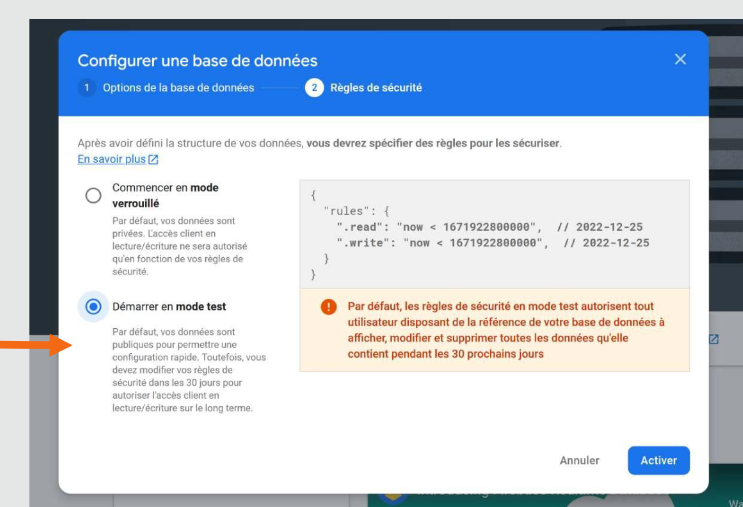 Configurer une base de données
1 Options de la base de données
2 Règles de sécurité
Après avoir défini la structure de vos données, vous devrez spécifier des règles pour les sécuriser.
En savoir plus
Commencer en mode
verrouillé
Par défaut, vos données sont
privées. L'accès client en
lecture/écriture ne sera autorisé
qu'en fonction de vos règles de
sécurité.
Démarrer en mode test
Par défaut, vos données sont
publiques pour permettre une
configuration rapide. Toutefois, vous
devez modifier vos règles de
sécurité dans les 30 jours pour
autoriser l'accès client en
lecture/écriture sur le long terme.
{
"rules": {
".read": "now < 1671922800000", // 2022-12-25
".write": "now < 1671922800000", // 2022-12-25
}
}
Par défaut, les règles de sécurité en mode test autorisent tout
utilisateur disposant de la référence de votre base de données à
afficher, modifier et supprimer toutes les données qu'elle
contient pendant les 30 prochains jours
Annuler
Activer